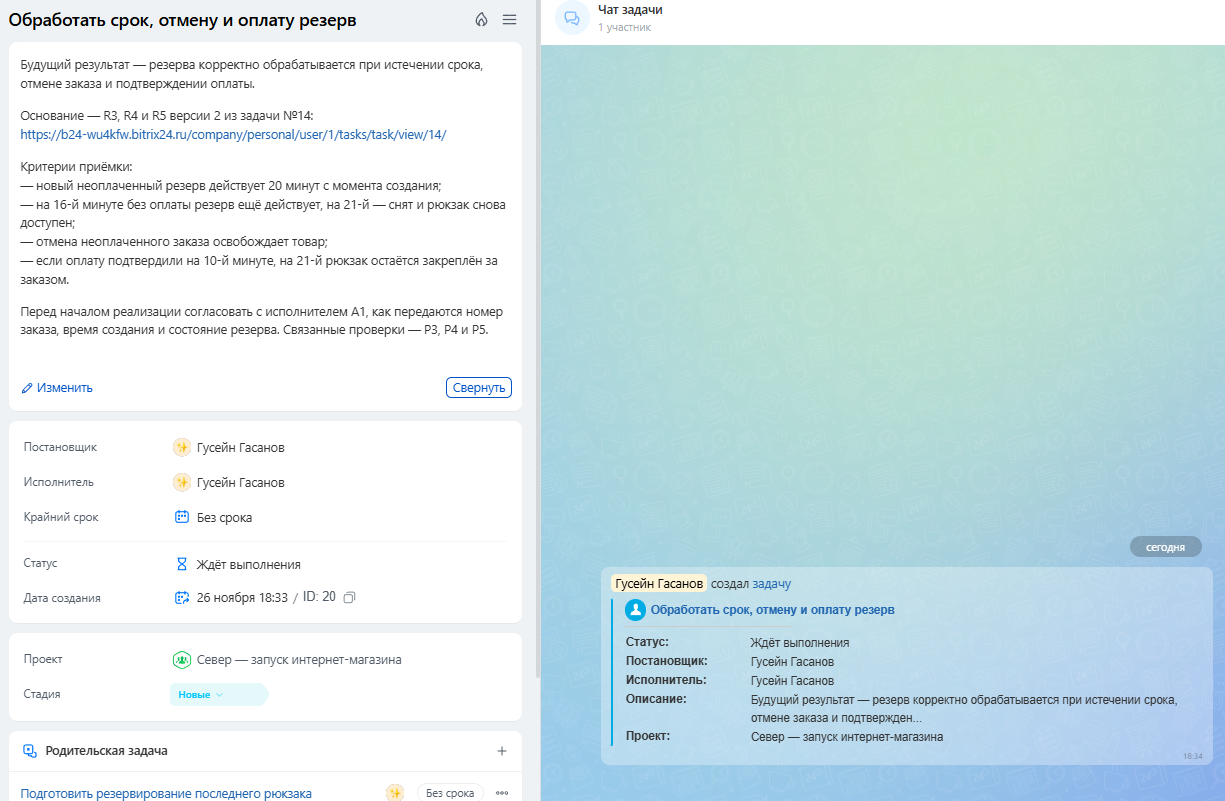 Обработать срок, отмену и оплату резерв
Будущий результат — резерва корректно обрабатывается при истечении срока,
отмене заказа и подтверждении оплаты.
Основание — R3, R4 и R5 версии 2 из задачи №14:
https://b24-wu4kfw.bitrix24.ru/company/personal/user/1/tasks/task/view/14/
Критерии приёмки:
— новый неоплаченный резерв действует 20 минут с момента создания;
— на 16-й минуте без оплаты резерв ещё действует, на 21-й — снят и рюкзак снова
доступен;
— отмена неоплаченного заказа освобождает товар;
— если оплату подтвердили на 10-й минуте, на 21-й рюкзак остаётся закреплён за
заказом.
Перед началом реализации согласовать с исполнителем A1, как передаются номер
заказа, время создания и состояние резерва. Связанные проверки — P3, P4 и P5.
Изменить
Свернуть
Постановщик
Гусейн Гасанов
Исполнитель
Гусейн Гасанов
Крайний срок
Без срока
Статус
Ждёт выполнения
Дата создания
26 ноября 18:33 / ID: 20
Проект
Север — запуск интернет-магазина
Стадия
Новые
Родительская задача
Подготовить резервирование последнего рюкзака
Без срока
Чат задачи
1 участник
сегодня
Гусейн Гасанов создал задачу
Обработать срок, отмену и оплату резерв
Статус: Ждёт выполнения
Постановщик: Гусейн Гасанов
Исполнитель: Гусейн Гасанов
Описание: Будущий результат — резерва корректно обрабатывается при истечении срока,
отмене заказа и подтвержден...
Проект: Север — запуск интернет-магазина
18:34